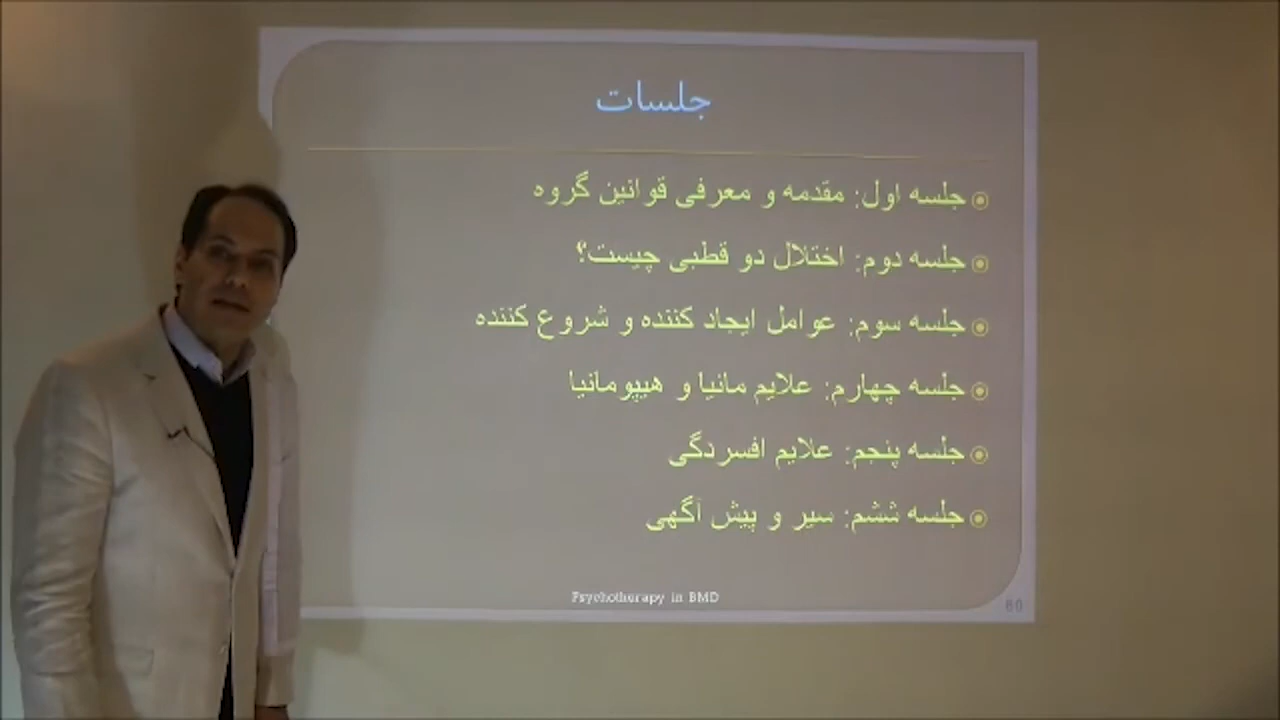 جلسات
جلسه اول: مقدمه و معرفی قوانین گروه
جلسه دوم: اختلال دو قطبی چیست؟
جلسه سوم: عوامل ایجاد کننده و شروع کننده
جلسه چهارم: علایم مانیا و هیپومانیا
جلسه پنجم: علایم افسردگی
جلسه ششم: سیر و پیش آگهی
Psychotherapy in BMD
60